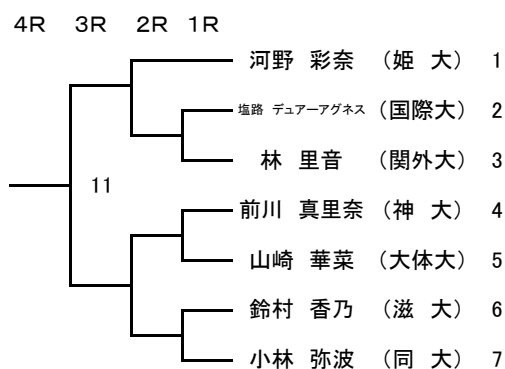 4R 3R 2R 1R
河野 彩奈 (姫 大) 1
塩路 デュアーアグネス (国際大) 2
林 里音 (関外大) 3
11
前川 真里奈 (神 大) 4
山崎 華菜 (大体大) 5
鈴村 香乃 (滋 大) 6
小林 弥波 (同 大) 7